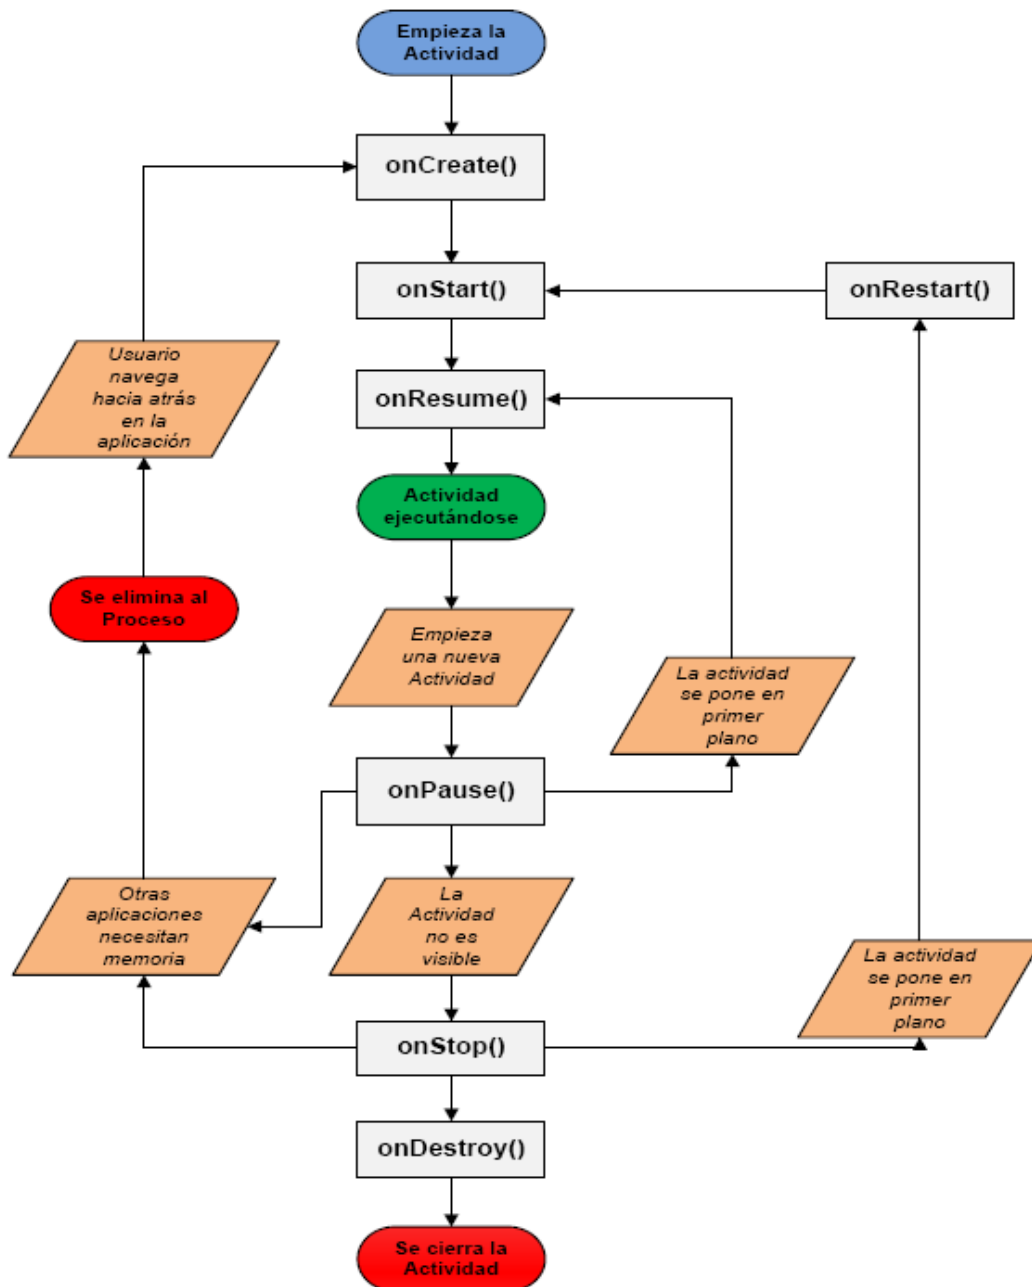 Empieza la
Actividad
onCreate()
onStart()
onRestart()
Usuario
navega
hacia atrás
en la
aplicación
onResume()
Actividad
ejecutándose
Se elimina al
Proceso
Empieza
una nueva
Actividad
La actividad
se pone en
primer
plano
onPause()
Otras
aplicaciones
necesitan
memoria
La
Actividad
no es
visible
La actividad
se pone en
primer
plano
onStop()
onDestroy()
Se cierra la
Actividad